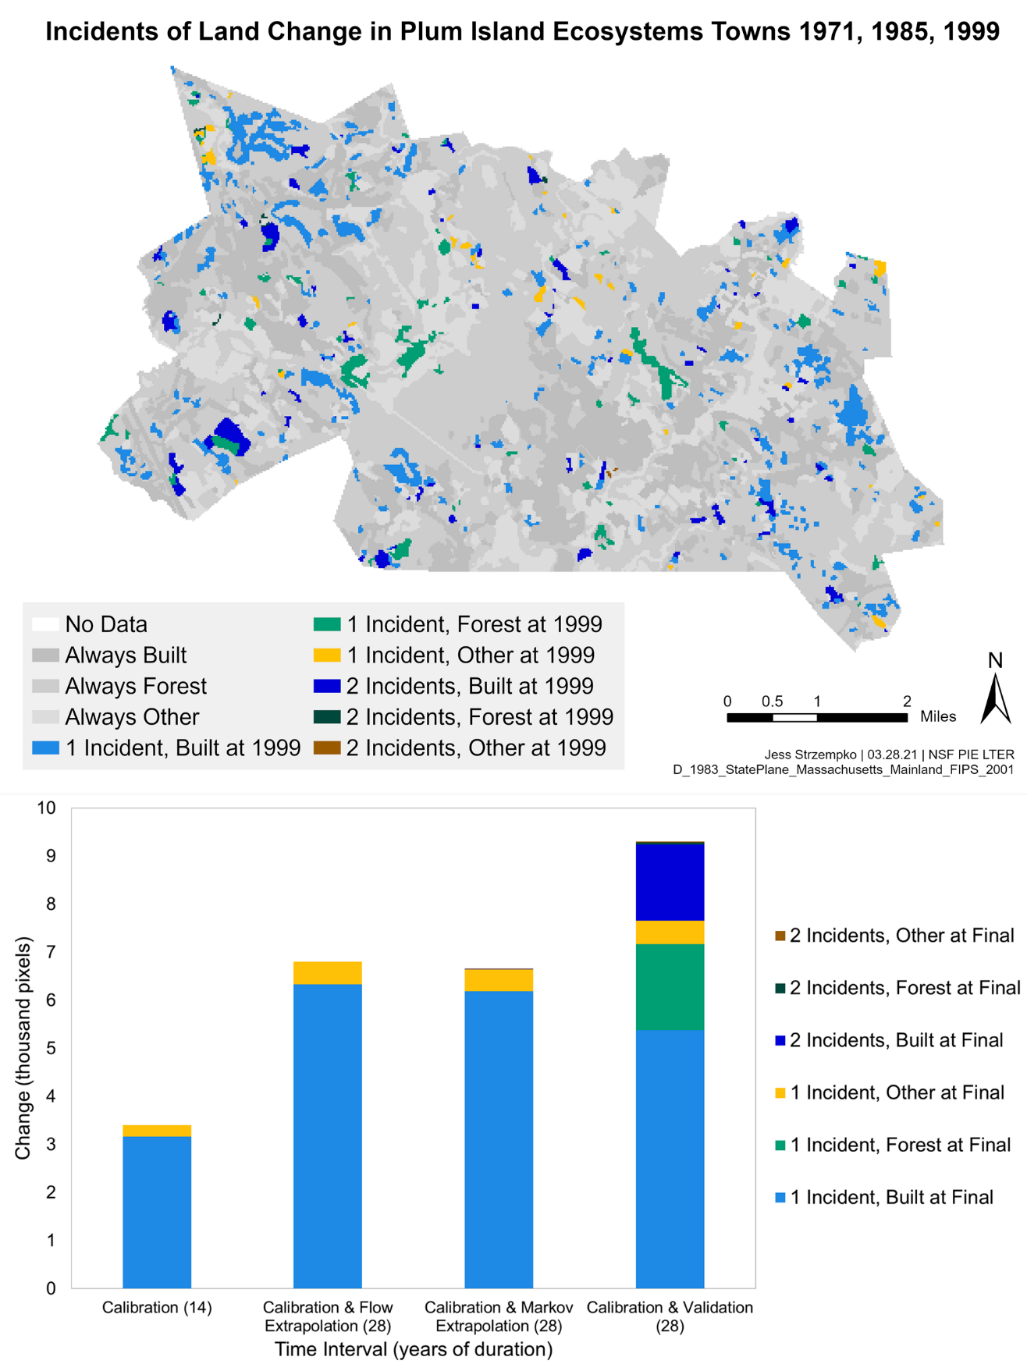 Incidents of Land Change in Plum Island Ecosystems Towns 1971, 1985, 1999
No Data
Always Built
Always Forest
Always Other
1 Incident, Built at 1999
1 Incident, Forest at 1999
1 Incident, Other at 1999
2 Incidents, Built at 1999
2 Incidents, Forest at 1999
2 Incidents, Other at 1999
N
0 0.5 1 2
Miles
Jess Strzempko | 03.28.21 | NSF PIE LTER
D_1983_StatePlane_Massachusetts_Mainland_FIPS_2001
Change (thousand pixels)
10
9
8
7
6
5
4
3
2
1
0
Calibration (14)
Calibration & Flow
Extrapolation (28)
Calibration & Markov
Extrapolation (28)
Calibration & Validation
(28)
Time Interval (years of duration)
2 Incidents, Other at Final
2 Incidents, Forest at Final
2 Incidents, Built at Final
1 Incident, Other at Final
1 Incident, Forest at Final
1 Incident, Built at Final